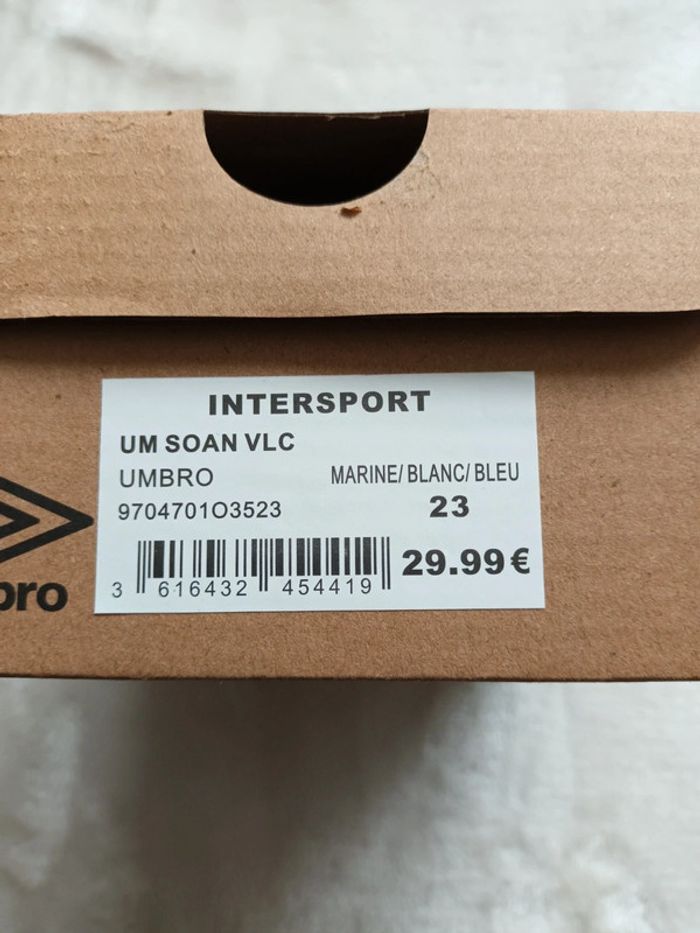 INTERSPORT
UM SOAN VLC
UMBRO MARINE/ BLANC/ BLEU
9704701O3523 23
29.99€
3 616432 454419
bro